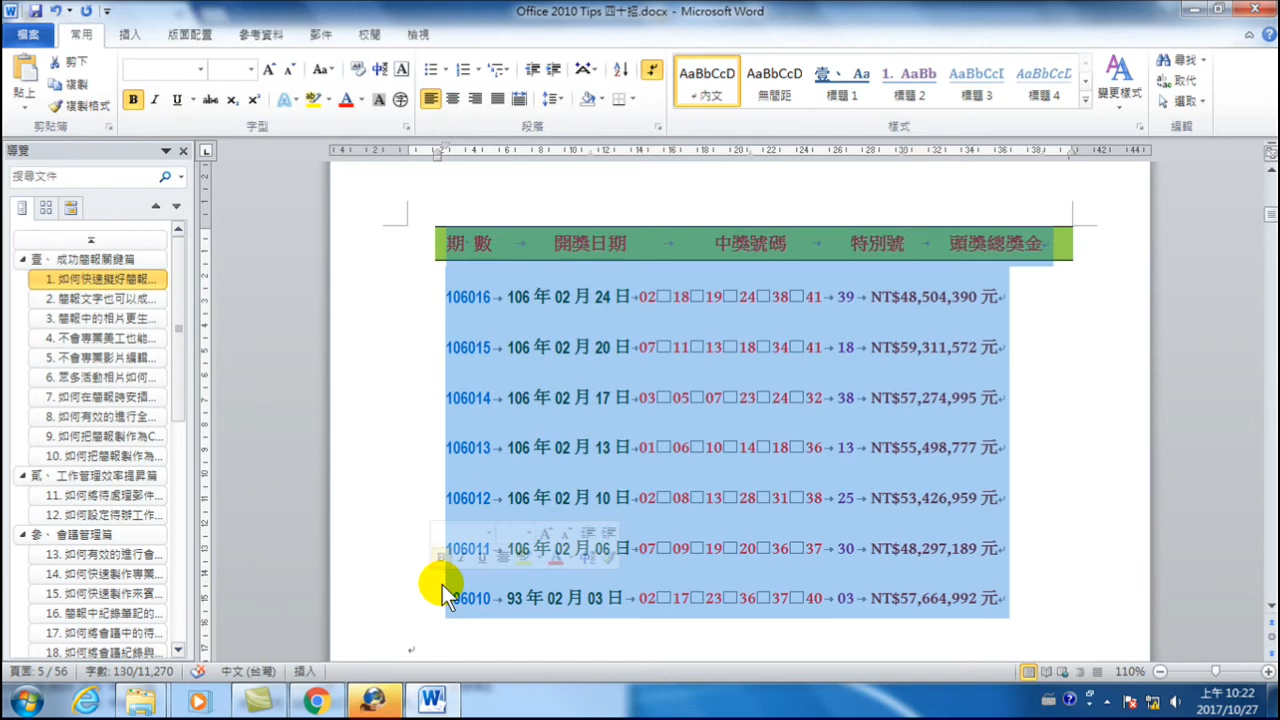 Office 2010 Tips 四十招.docx - Microsoft Word
檔案 常用 插入 版面配置 參考資料 郵件 校閱 檢視
貼上 剪下 複製 複製格式
剪貼簿 字型 段落 樣式 編輯
AaBbCcD AaBbCcD 壹、 Aa 1. AaBb AaBbCcI AaBbCcD
內文 無間距 標題 1 標題 2 標題 3 標題 4
變更樣式
尋找 取代 選取
導覽
搜尋文件
壹、 成功簡報關鍵篇
1. 如何快速擬好簡報...
2. 簡報文字也可以成...
3. 簡報中的相片更生...
4. 不會專業美工也能...
5. 不會專業影片編輯...
6. 眾多活動相片如何...
7. 如何在簡報時安插...
8. 如何有效的進行全...
9. 如何把簡報製作為C...
10. 如何把簡報製作為...
貳、 工作管理效率提昇篇
11. 如何將待處理郵件...
12. 如何設定待辦工作...
參、 會議管理篇
13. 如何有效的進行會...
14. 如何快速製作專業...
15. 如何快速製作來賓...
16. 簡報中紀錄筆記的...
17. 如何將會議中的待...
18. 如何將會議紀錄與...
期 數 → 開獎日期 → 中獎號碼 → 特別號 → 頭獎總獎金
106016→ 106 年 02 月 24 日→02□18□19□24□38□41→ 39→ NT$48,504,390 元
106015→ 106 年 02 月 20 日→07□11□13□18□34□41→ 18→ NT$59,311,572 元
106014→ 106 年 02 月 17 日→03□05□07□23□24□32→ 38→ NT$57,274,995 元
106013→ 106 年 02 月 13 日→01□06□10□14□18□36→ 13→ NT$55,498,777 元
106012→ 106 年 02 月 10 日→02□08□13□28□31□38→ 25→ NT$53,426,959 元
106011→ 106 年 02 月 06 日→07□09□19□20□36□37→ 30→ NT$48,297,189 元
106010→ 93 年 02 月 03 日→02□17□23□36□37□40→ 03→ NT$57,664,992 元
頁面: 5 / 56 字數: 130/11,270 中文 (台灣) 插入 110%
上午 10:22
2017/10/27